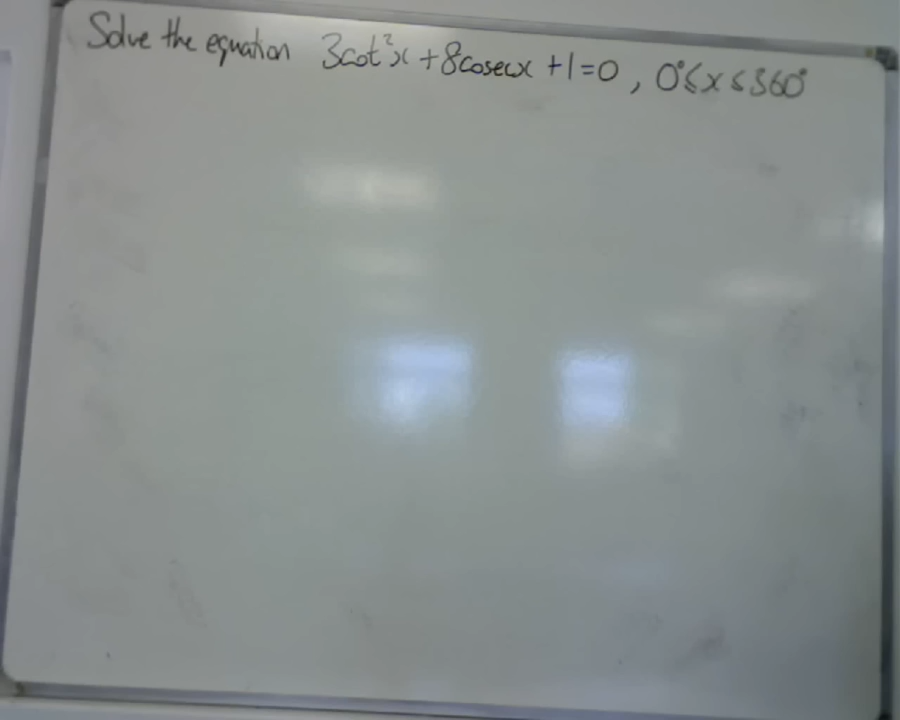 Solve the equation 3cot²x + 8cosecx + 1 = 0 , 0° ≤ x ≤ 360°